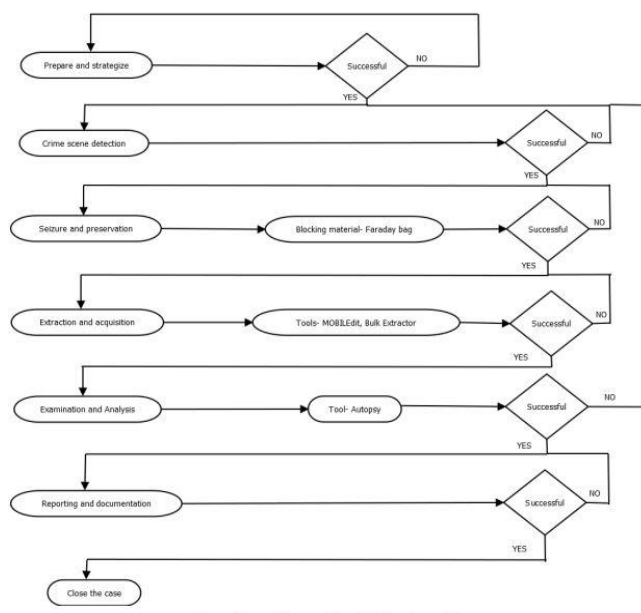 Prepare and strategize
Successful
NO
YES
Crime scene detection
Successful
NO
YES
Seizure and preservation
Blocking material- Faraday bag
Successful
NO
YES
Extraction and acquisition
Tools- MOBILEdit, Bulk Extractor
Successful
NO
YES
Examination and Analysis
Tool- Autopsy
Successful
NO
YES
Reporting and documentation
Successful
NO
YES
Close the case